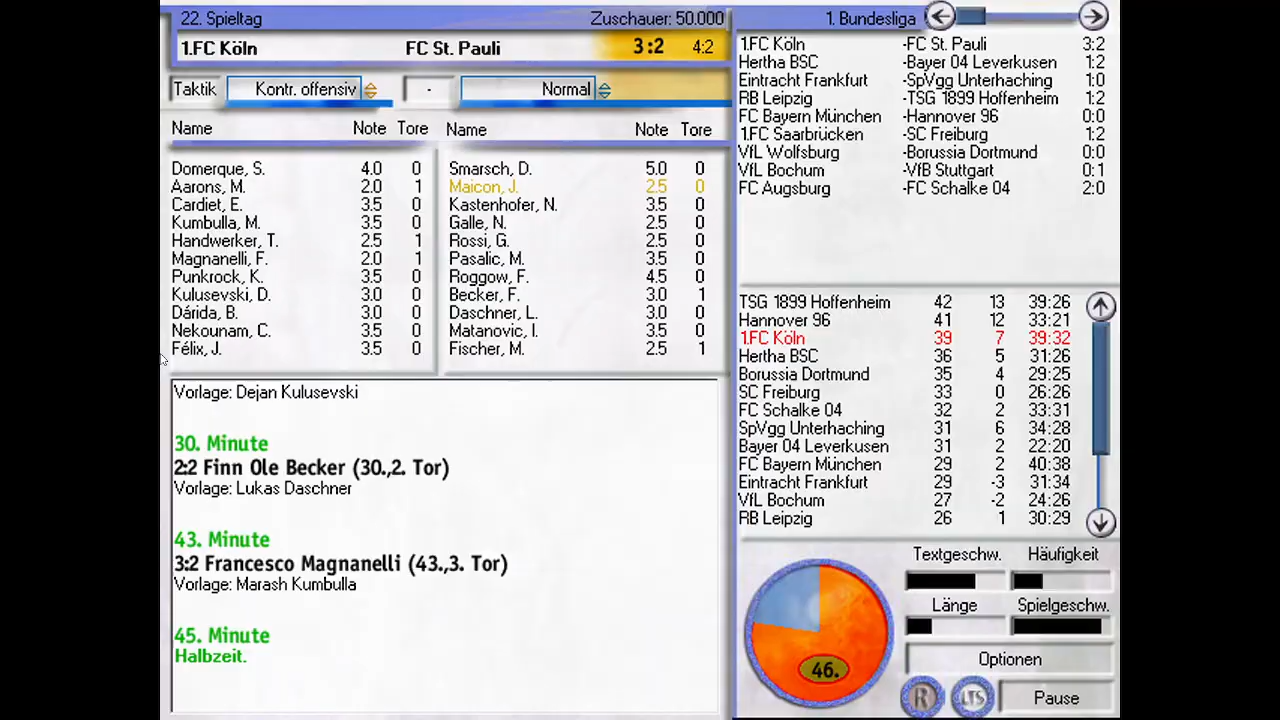 22. Spieltag Zuschauer: 50.000
1.FC Köln FC St. Pauli 3:2 4:2
Taktik Kontr. offensiv - Normal
Name Note Tore Name Note Tore
Domerque, S. 4.0 0 Smarsch, D. 5.0 0
Aarons, M. 2.0 1 Maicon, J. 2.5 0
Cardiet, E. 3.5 0 Kastenhofer, N. 3.5 0
Kumbulla, M. 3.5 0 Galle, N. 2.5 0
Handwerker, T. 2.5 1 Rossi, G. 2.5 0
Magnanelli, F. 2.0 1 Pasalic, M. 3.5 0
Punkrock, K. 3.5 0 Roggow, F. 4.5 0
Kulusevski, D. 3.0 0 Becker, F. 3.0 1
Dárida, B. 3.0 0 Daschner, L. 3.0 0
Nekounam, C. 3.5 0 Matanovic, I. 3.5 0
Félix, J. 3.5 0 Fischer, M. 2.5 1
Vorlage: Dejan Kulusevski
30. Minute
2:2 Finn Ole Becker (30.,2. Tor)
Vorlage: Lukas Daschner
43. Minute
3:2 Francesco Magnanelli (43.,3. Tor)
Vorlage: Marash Kumbulla
45. Minute
Halbzeit.
1. Bundesliga
1.FC Köln -FC St. Pauli 3:2
Hertha BSC -Bayer 04 Leverkusen 1:2
Eintracht Frankfurt -SpVgg Unterhaching 1:0
RB Leipzig -TSG 1899 Hoffenheim 1:2
FC Bayern München -Hannover 96 0:0
1.FC Saarbrücken -SC Freiburg 1:2
VfL Wolfsburg -Borussia Dortmund 0:0
VfL Bochum -VfB Stuttgart 0:1
FC Augsburg -FC Schalke 04 2:0
TSG 1899 Hoffenheim 42 13 39:26
Hannover 96 41 12 33:21
1.FC Köln 39 7 39:32
Hertha BSC 36 5 31:26
Borussia Dortmund 35 4 29:25
SC Freiburg 33 0 26:26
FC Schalke 04 32 2 33:31
SpVgg Unterhaching 31 6 34:28
Bayer 04 Leverkusen 31 2 22:20
FC Bayern München 29 2 40:38
Eintracht Frankfurt 29 -3 31:34
VfL Bochum 27 -2 24:26
RB Leipzig 26 1 30:29
Textgeschw. Häufigkeit
Länge Spielgeschw.
46.
Optionen
R LTS Pause